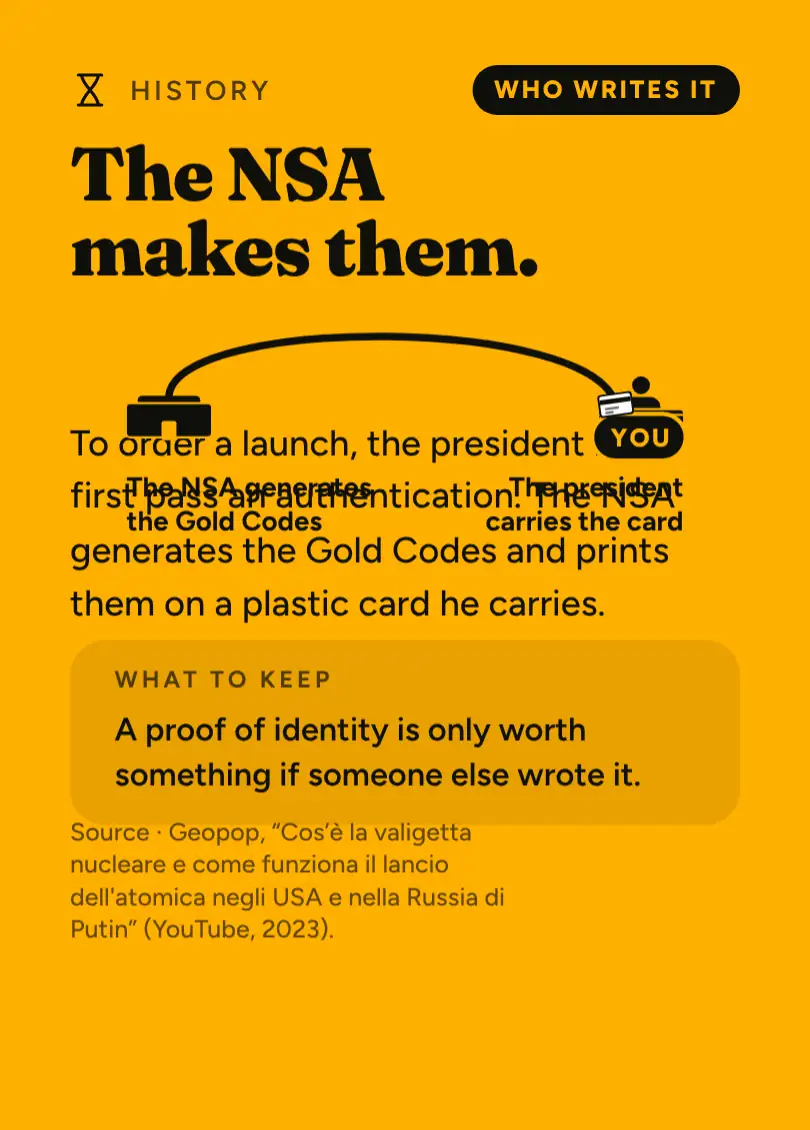 HISTORY
WHO WRITES IT
The NSA
makes them.
YOU
The NSA generates
the Gold Codes
The president
carries the card
To order a launch, the president
first pass an authentication. The NSA
generates the Gold Codes and prints
them on a plastic card he carries.
WHAT TO KEEP
A proof of identity is only worth
something if someone else wrote it.
Source · Geopop, “Cos’è la valigetta
nucleare e come funziona il lancio
dell'atomica negli USA e nella Russia di
Putin” (YouTube, 2023).